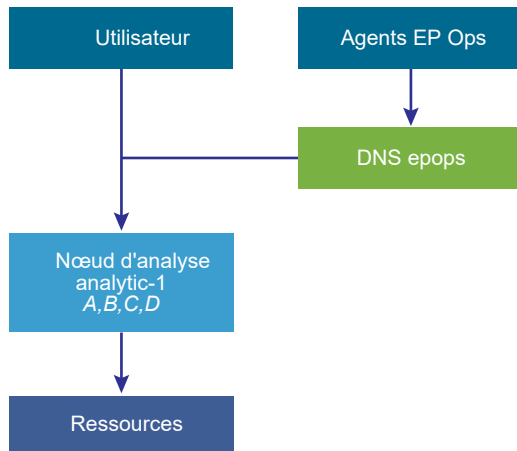 Utilisateur
Agents EP Ops
DNS epops
Nœud d'analyse
analytic-1
A,B,C,D
Ressources